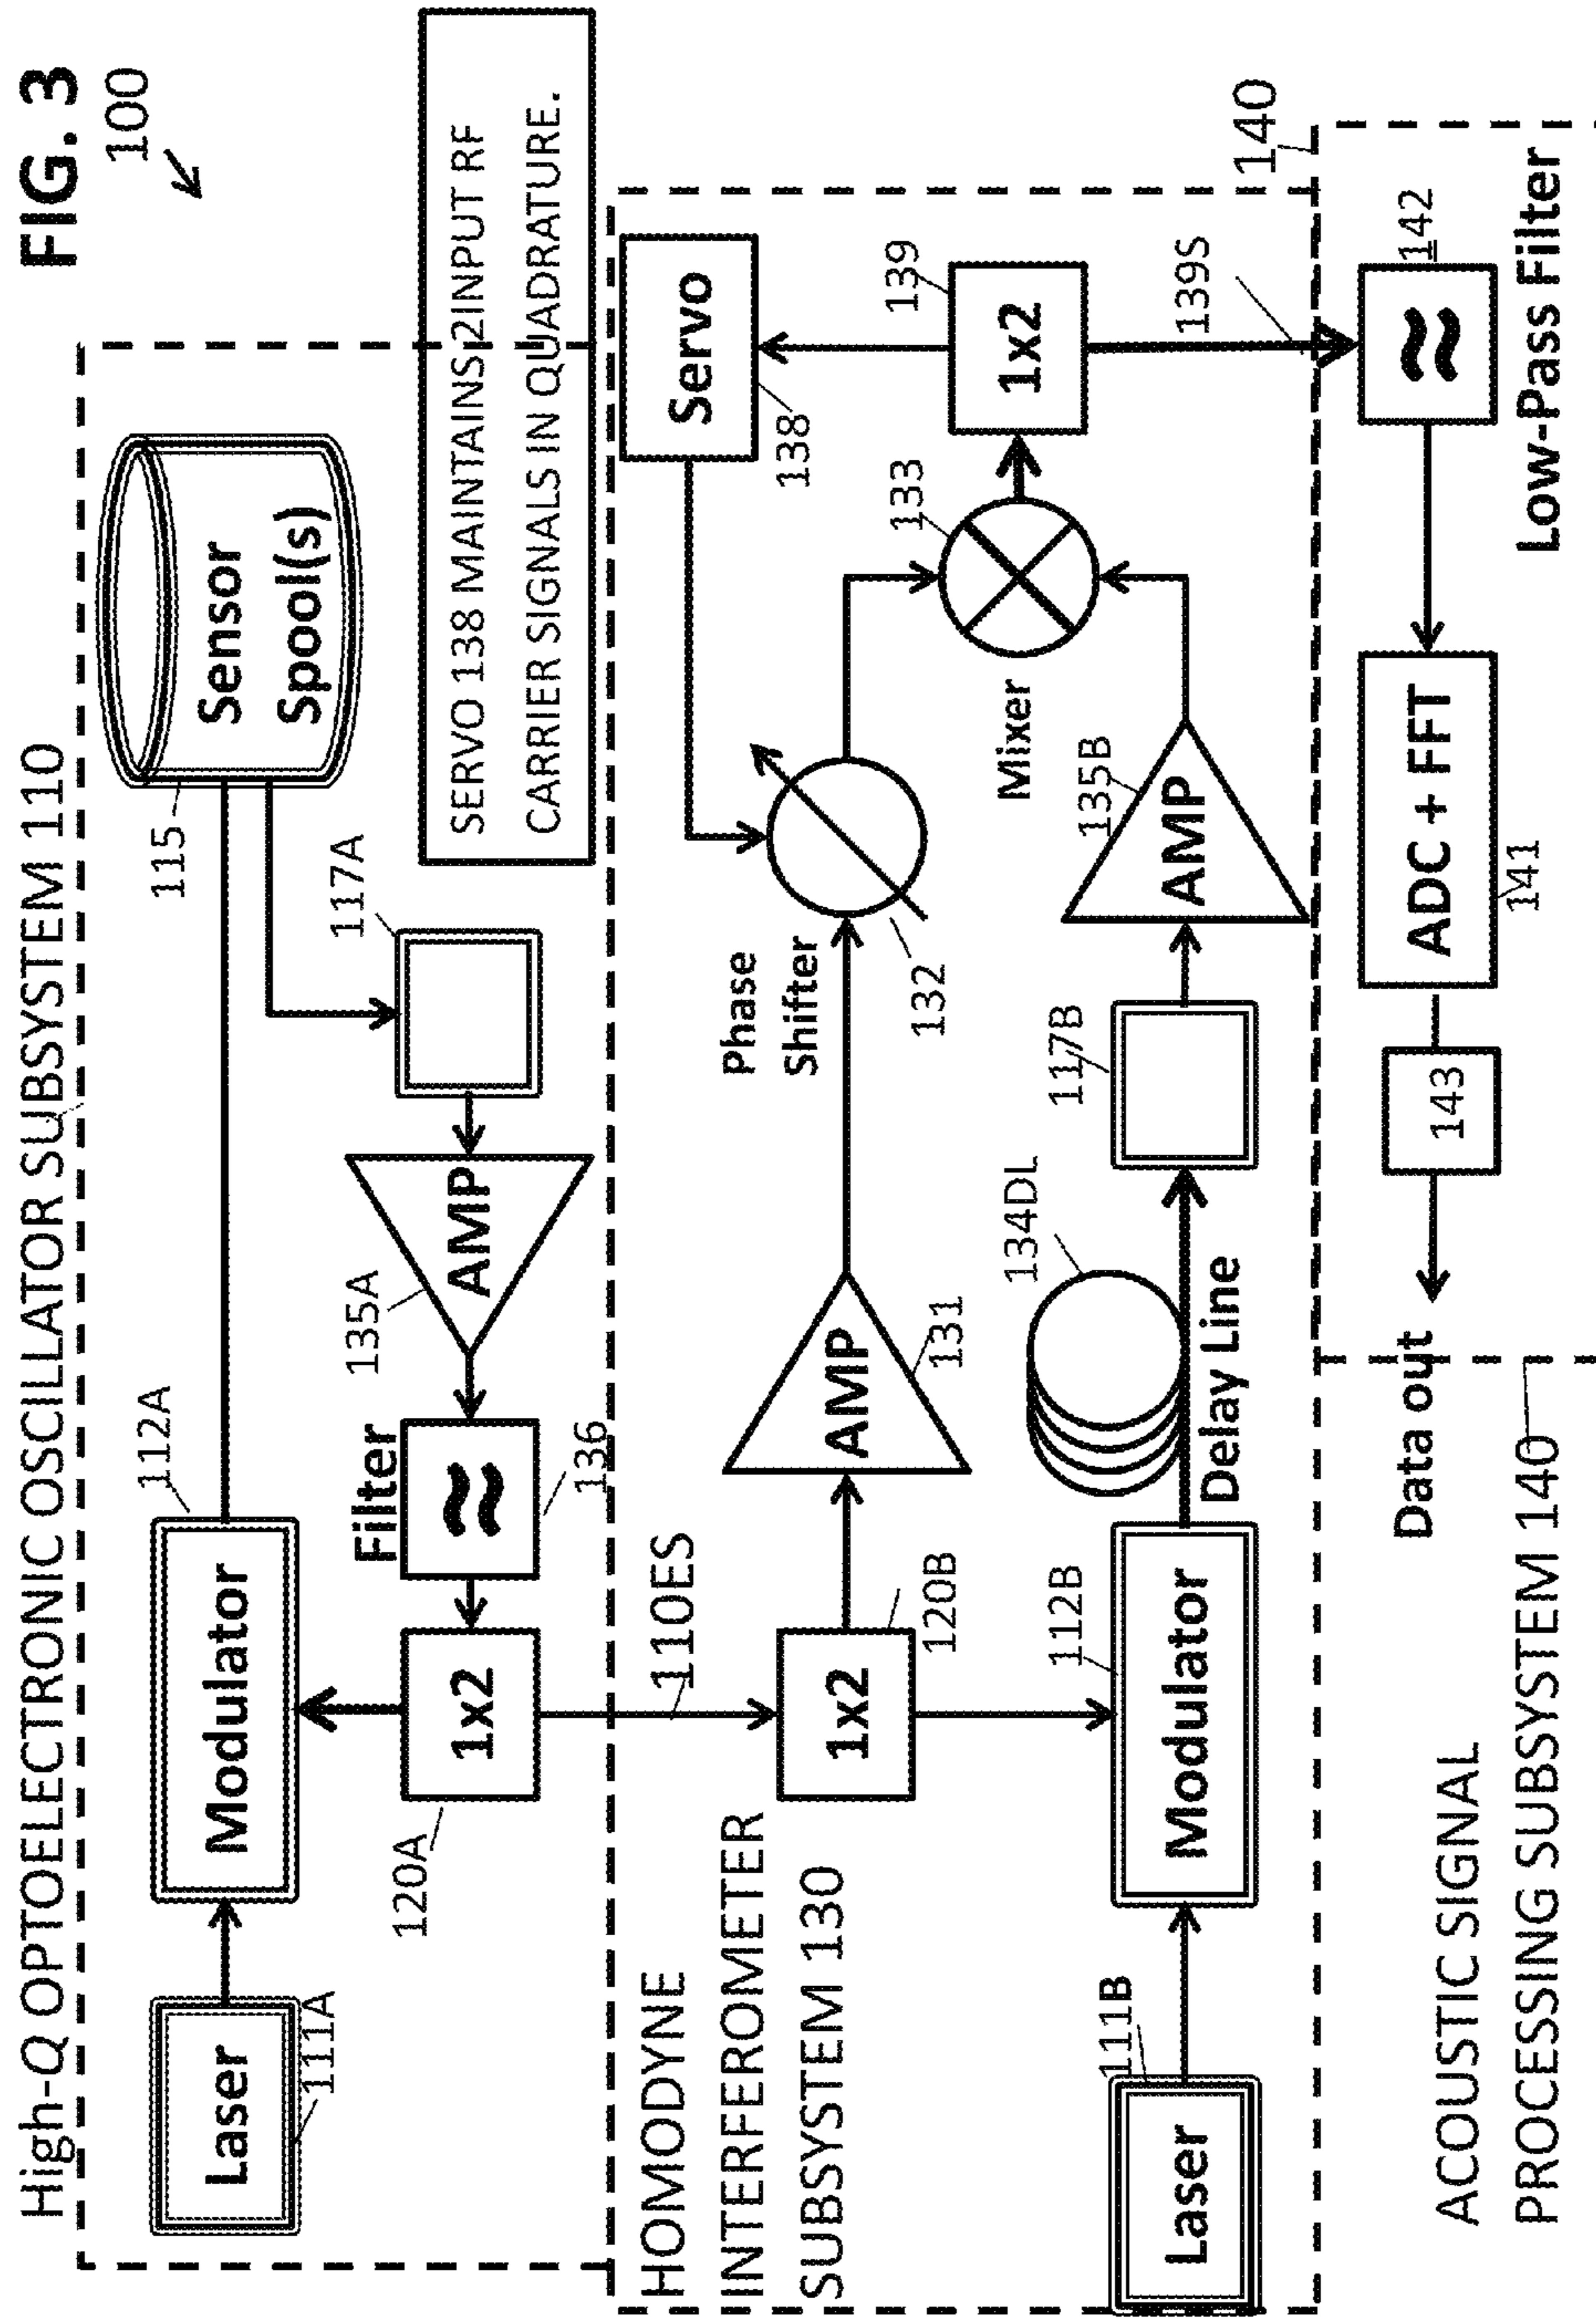 FIG. 3
100
High-Q OPTOELECTRONIC OSCILLATOR SUBSYSTEM 110
Laser
111A
Modulator
112A
115
Sensor
Spool(s)
117A
AMP
135A
Filter
≈
136
1x2
120A
SERVO 138 MAINTAINS 2INPUT RF
CARRIER SIGNALS IN QUADRATURE.
110ES
HOMODYNE
INTERFEROMETER
SUBSYSTEM 130
1x2
120B
AMP
131
Phase
Shifter
132
Servo
138
Mixer
133
1x2
139
139S
140
Laser
111B
Modulator
112B
Delay Line
134DL
117B
AMP
135B
≈
142
Low-Pass Filter
ADC + FFT
141
143
Data out
ACOUSTIC SIGNAL
PROCESSING SUBSYSTEM 140